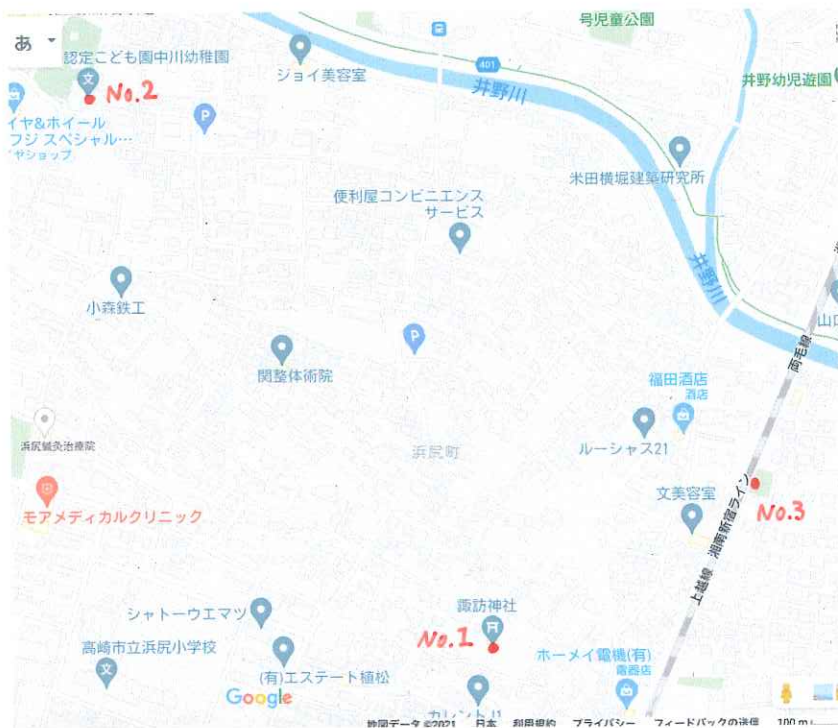 号児童公園
あ
認定こども園中川幼稚園
No.2
ジョイ美容室
401
井野川
井野幼児遊園
イヤ&ホイール
フジ スペシャル…
イヤショップ
P
米田横堀建築研究所
便利屋コンビニエンス
サービス
井野川
小森鉄工
山口
両毛線
P
関整体術院
福田酒店
酒店
浜尻鍼灸治療院
浜尻町
ルーシャス21
モアメディカルクリニック
文美容室
上越線 湘南新宿ライン
No.3
シャトーウエマツ
諏訪神社
No.1
高崎市立浜尻小学校
(有)エステート植松
ホーメイ電機(有)
電器店
Google
地図データ ©2021 日本 利用規約 プライバシー フィードバックの送信 100 m